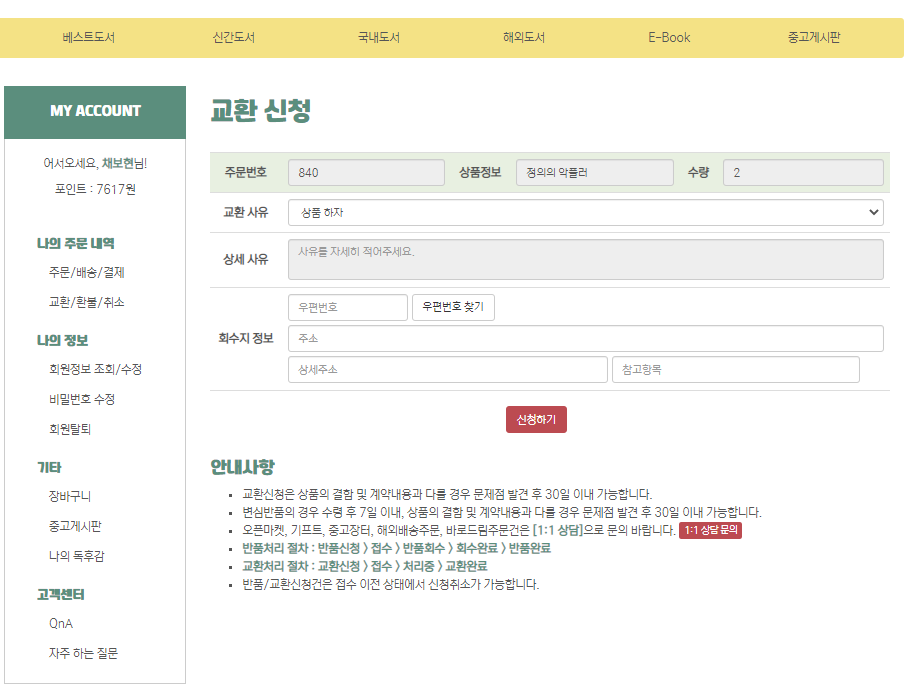 베스트도서 신간도서 국내도서 해외도서 E-Book 중고게시판
MY ACCOUNT
어서오세요, 채보현님!
포인트 : 7617원
나의 주문 내역
주문/배송/결제
교환/환불/취소
나의 정보
회원정보 조회/수정
비밀번호 수정
회원탈퇴
기타
장바구니
중고게시판
나의 독후감
고객센터
QnA
자주 하는 질문
교환 신청
주문번호 840 상품정보 정의의 악플러 수량 2
교환 사유 상품 하자
상세 사유 사유를 자세히 적어주세요.
회수지 정보
우편번호 우편번호 찾기
주소
상세주소 참고항목
신청하기
안내사항
교환신청은 상품의 결함 및 계약내용과 다를 경우 문제점 발견 후 30일 이내 가능합니다.
변심반품의 경우 수령 후 7일 이내, 상품의 결함 및 계약내용과 다를 경우 문제점 발견 후 30일 이내 가능합니다.
오픈마켓, 기프트, 중고장터, 해외배송주문, 바로드림주문건은 [1:1 상담]으로 문의 바랍니다. 1:1 상담 문의
반품처리 절차 : 반품신청 > 접수 > 반품회수 > 회수완료 > 반품완료
교환처리 절차 : 교환신청 > 접수 > 처리중 > 교환완료
반품/교환신청건은 접수 이전 상태에서 신청취소가 가능합니다.